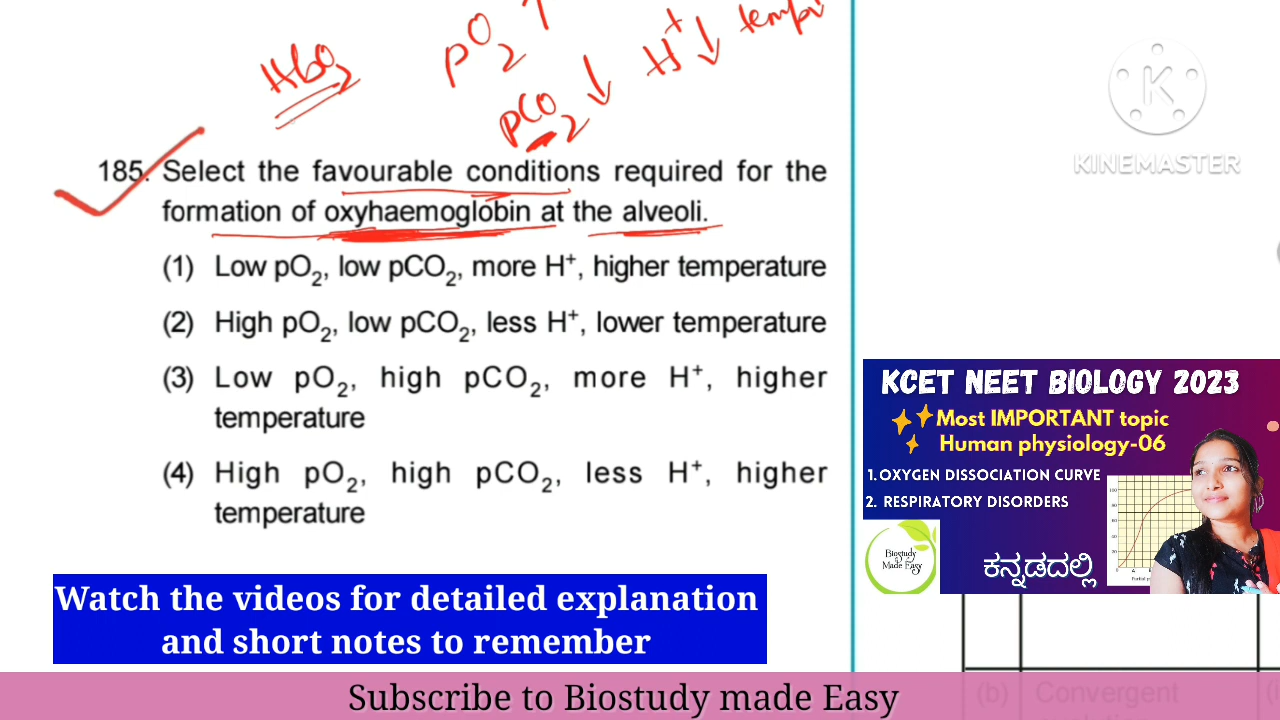 HbO2
pO2 ↑
pCO2 ↓
H+ ↓
KINEMASTER
185. Select the favourable conditions required for the
formation of oxyhaemoglobin at the alveoli.
(1) Low pO2, low pCO2, more H+, higher temperature
(2) High pO2, low pCO2, less H+, lower temperature
(3) Low pO2, high pCO2, more H+, higher
temperature
(4) High pO2, high pCO2, less H+, higher
temperature
KCET NEET BIOLOGY 2023
Most IMPORTANT topic
Human physiology-06
1. OXYGEN DISSOCIATION CURVE
2. RESPIRATORY DISORDERS
Biostudy
Made Easy
ಕನ್ನಡದಲ್ಲಿ
Watch the videos for detailed explanation
and short notes to remember
(b) Convergent
Subscribe to Biostudy made Easy